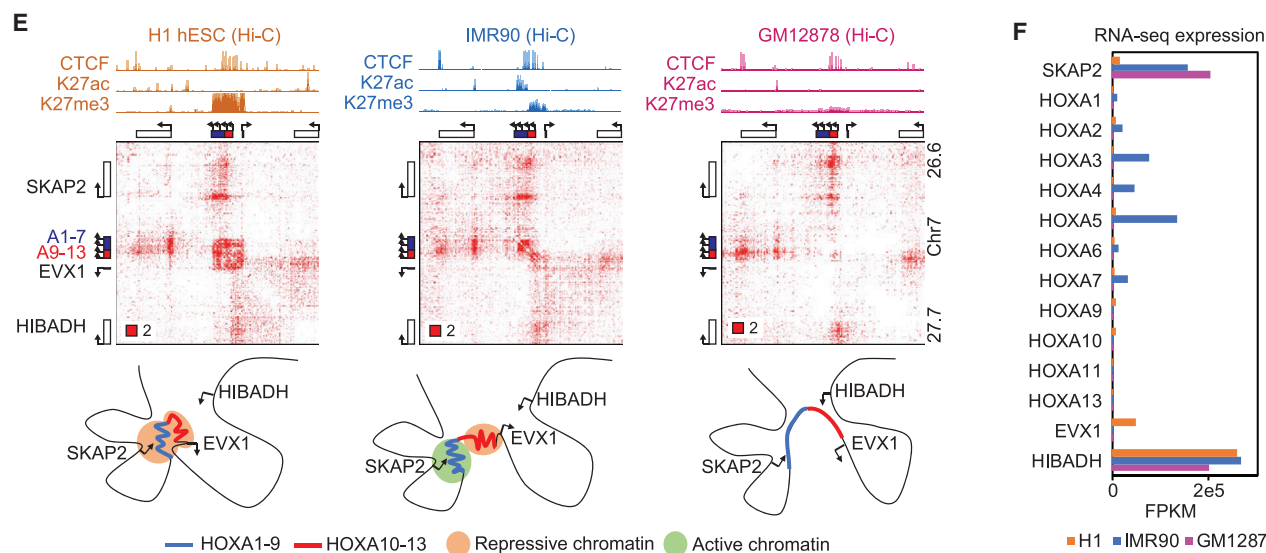 E
H1 hESC (Hi-C)
CTCF
K27ac
K27me3
IMR90 (Hi-C)
CTCF
K27ac
K27me3
GM12878 (Hi-C)
CTCF
K27ac
K27me3
SKAP2
A1-7
A9-13
EVX1
HIBADH
2
2
2
26.6
Chr7
27.7
HIBADH
SKAP2
EVX1
HIBADH
SKAP2
EVX1
HIBADH
SKAP2
EVX1
HOXA1-9 HOXA10-13 Repressive chromatin Active chromatin
F
RNA-seq expression
SKAP2
HOXA1
HOXA2
HOXA3
HOXA4
HOXA5
HOXA6
HOXA7
HOXA9
HOXA10
HOXA11
HOXA13
EVX1
HIBADH
0 2e5
FPKM
H1 IMR90 GM1287